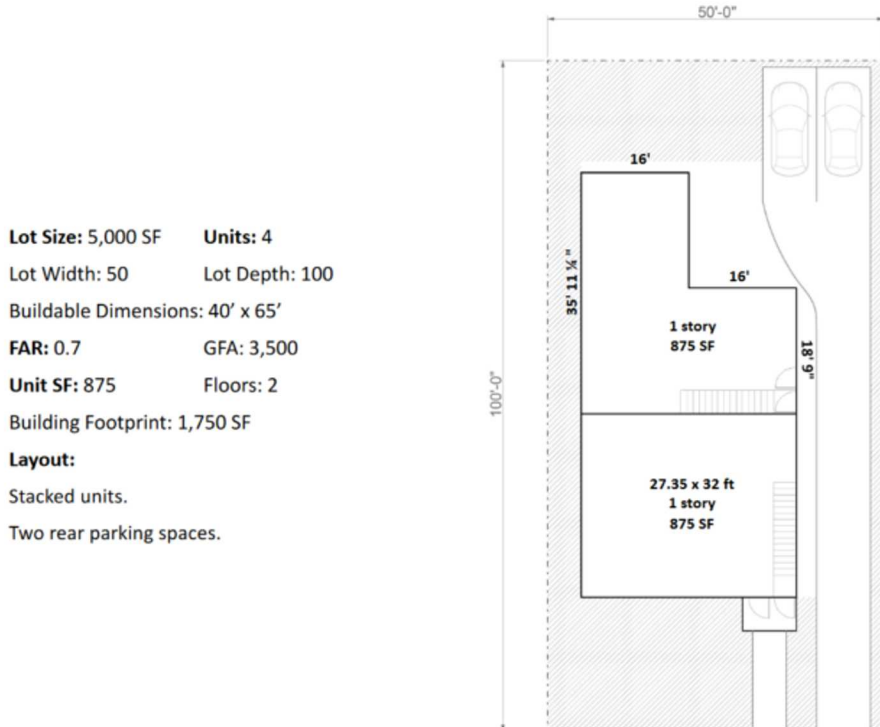 Lot Size: 5,000 SF Units: 4
Lot Width: 50 Lot Depth: 100
Buildable Dimensions: 40’ x 65’
FAR: 0.7 GFA: 3,500
Unit SF: 875 Floors: 2
Building Footprint: 1,750 SF
Layout:
Stacked units.
Two rear parking spaces.
50'-0"
100'-0"
16'
35' 11 ¼ "
16'
1 story
875 SF
18' 9"
27.35 x 32 ft
1 story
875 SF